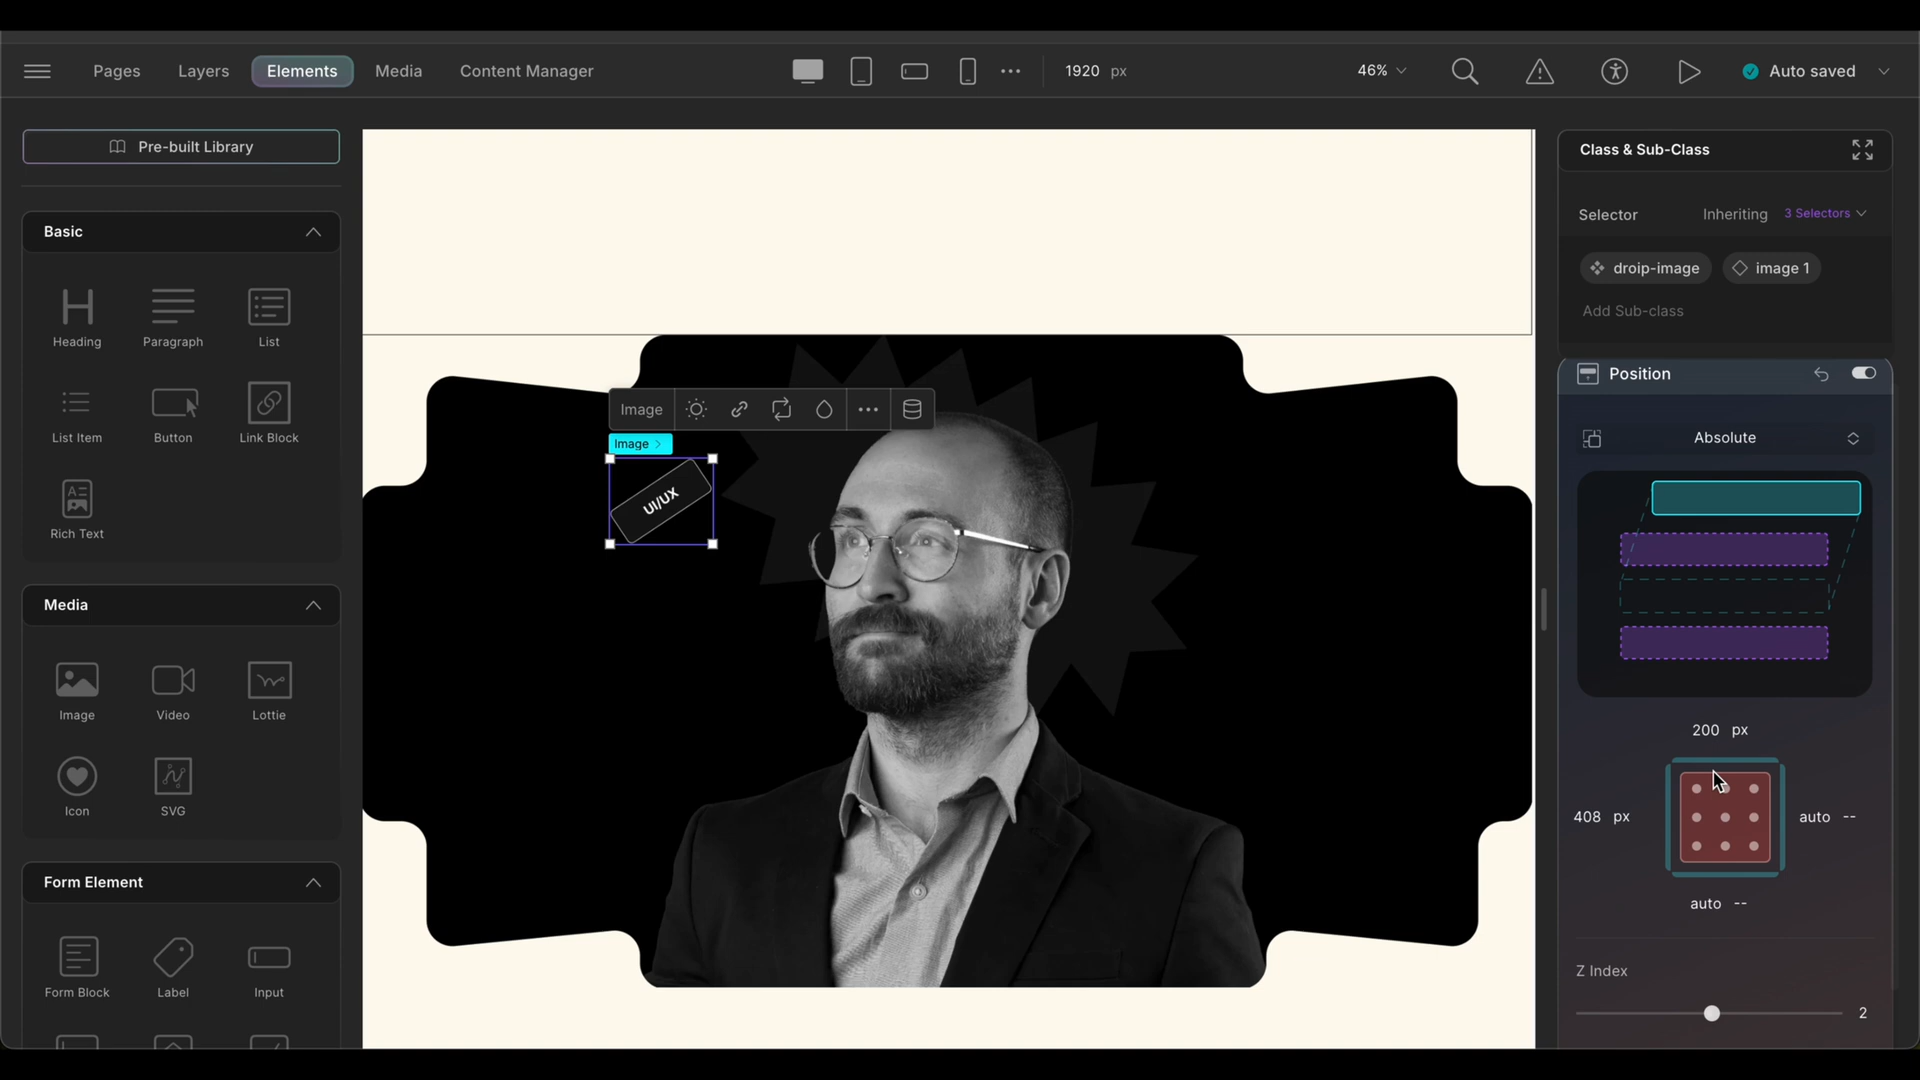 Pages Layers Elements Media Content Manager 1920 px 46% Auto saved
Pre-built Library
Basic
Heading Paragraph List
List Item Button Link Block
Rich Text
Media
Image Video Lottie
Icon SVG
Form Element
Form Block Label Input
Image
Image
UI/UX
Class & Sub-Class
Selector Inheriting 3 Selectors
droip-image image 1
Add Sub-class
Position
Absolute
200 px
408 px auto --
auto --
Z Index
2